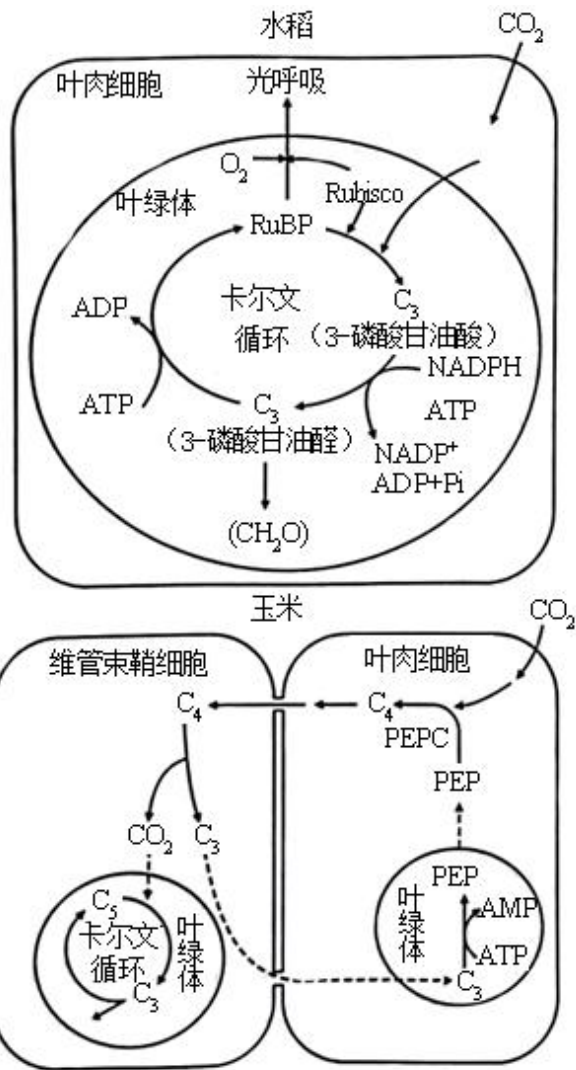 水稻
CO₂
叶肉细胞
光呼吸
O₂
Rubisco
叶绿体
RuBP
ADP
卡尔文
循环
C₃
(3-磷酸甘油酸)
NADPH
ATP
C₃
ATP
(3-磷酸甘油醛)
NADP⁺
ADP+Pi
(CH₂O)
玉米
CO₂
维管束鞘细胞
叶肉细胞
C₄
C₄
PEPC
PEP
CO₂
C₃
PEP
叶绿体
AMP
ATP
C₃
C₅
卡尔文
循环
叶绿体
C₃